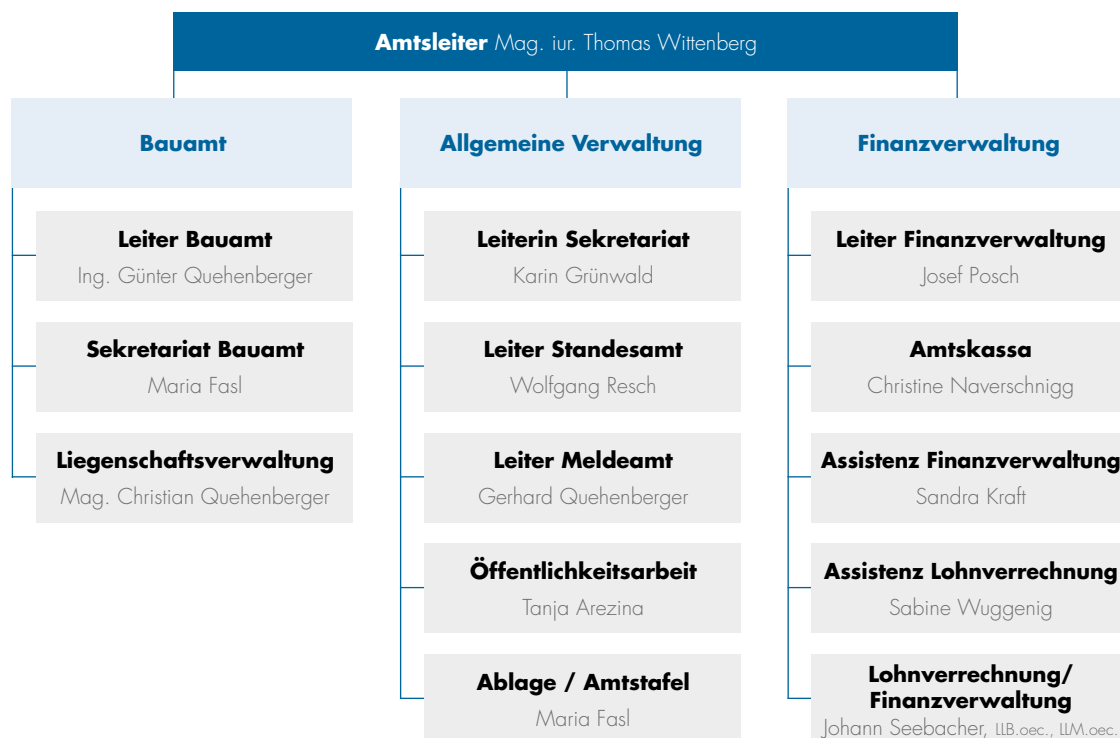 Amtsleiter Mag. iur. Thomas Wittenberg
Bauamt
Leiter Bauamt
Ing. Günter Quehenberger
Sekretariat Bauamt
Maria Fasl
Liegenschaftsverwaltung
Mag. Christian Quehenberger
Allgemeine Verwaltung
Leiterin Sekretariat
Karin Grünwald
Leiter Standesamt
Wolfgang Resch
Leiter Meldeamt
Gerhard Quehenberger
Öffentlichkeitsarbeit
Tanja Arezina
Ablage / Amtstafel
Maria Fasl
Finanzverwaltung
Leiter Finanzverwaltung
Josef Posch
Amtskassa
Christine Naverschnigg
Assistenz Finanzverwaltung
Sandra Kraft
Assistenz Lohnverrechnung
Sabine Wuggenig
Lohnverrechnung/
Finanzverwaltung
Johann Seebacher, LLB.oec., LLM.oec.